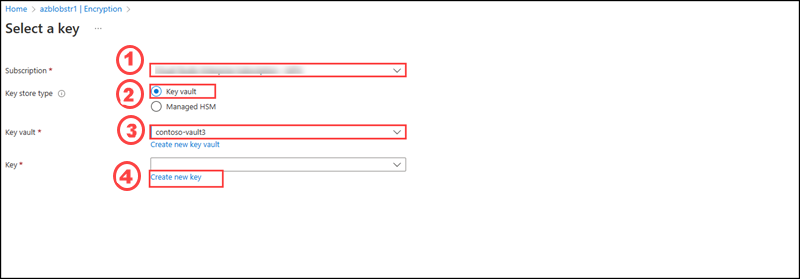 Home > azblobstr1 | Encryption >
Select a key ...
1
Subscription *
2
Key store type Key vault
Managed HSM
3
Key vault * contoso-vault3
Create new key vault
Key *
4
Create new key